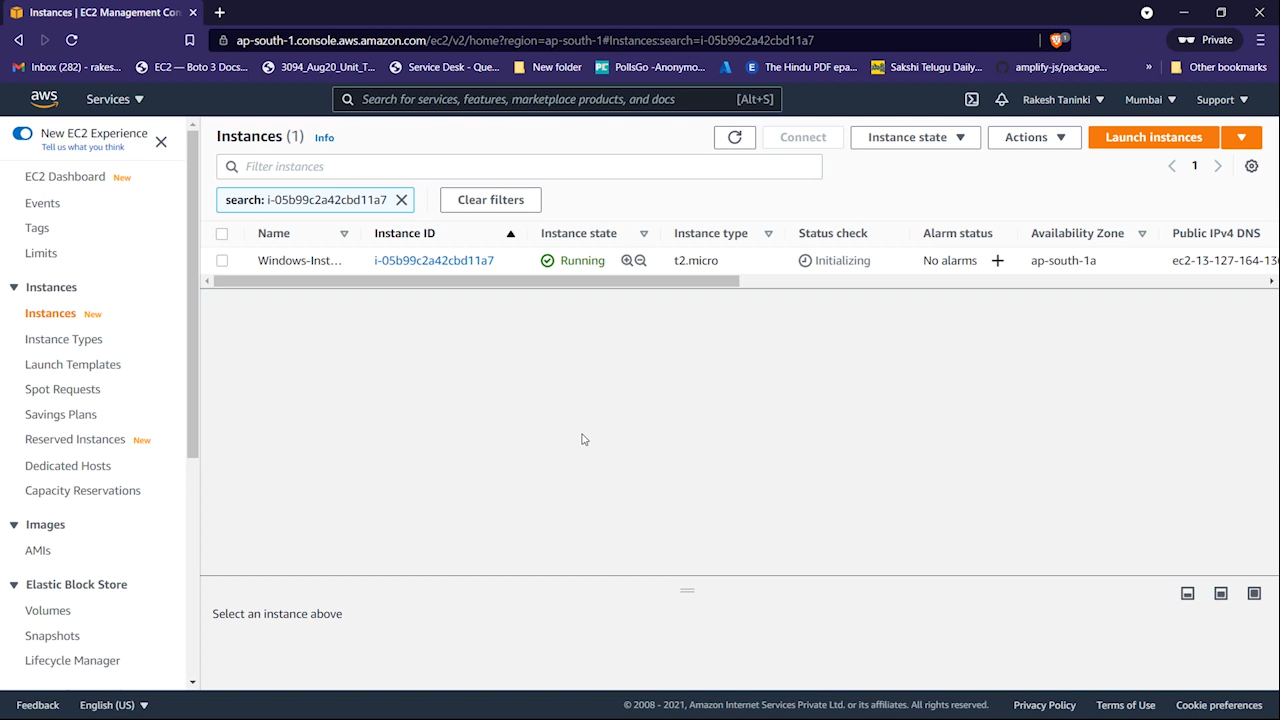 Instances | EC2 Management Con
ap-south-1.console.aws.amazon.com/ec2/v2/home?region=ap-south-1#Instances:search=i-05b99c2a42cbd11a7
1
Private
Inbox (282) - rakes...
EC2 — Boto 3 Docs...
3094_Aug20_Unit_T...
Service Desk - Que...
New folder
PollsGo -Anonymo...
The Hindu PDF epa...
Sakshi Telugu Daily...
amplify-js/package...
»
Other bookmarks
aws
Services
Search for services, features, marketplace products, and docs [Alt+S]
Rakesh Taninki
Mumbai
Support
New EC2 Experience
Tell us what you think
EC2 Dashboard New
Events
Tags
Limits
Instances
Instances New
Instance Types
Launch Templates
Spot Requests
Savings Plans
Reserved Instances New
Dedicated Hosts
Capacity Reservations
Images
AMIs
Elastic Block Store
Volumes
Snapshots
Lifecycle Manager
Instances (1) Info
Connect
Instance state
Actions
Launch instances
Filter instances
1
search: i-05b99c2a42cbd11a7
Clear filters
Name Instance ID Instance state Instance type Status check Alarm status Availability Zone Public IPv4 DNS
Windows-Inst... i-05b99c2a42cbd11a7 Running t2.micro Initializing No alarms + ap-south-1a ec2-13-127-164-13
Select an instance above
Feedback
English (US)
© 2008 - 2021, Amazon Internet Services Private Ltd. or its affiliates. All rights reserved.
Privacy Policy
Terms of Use
Cookie preferences